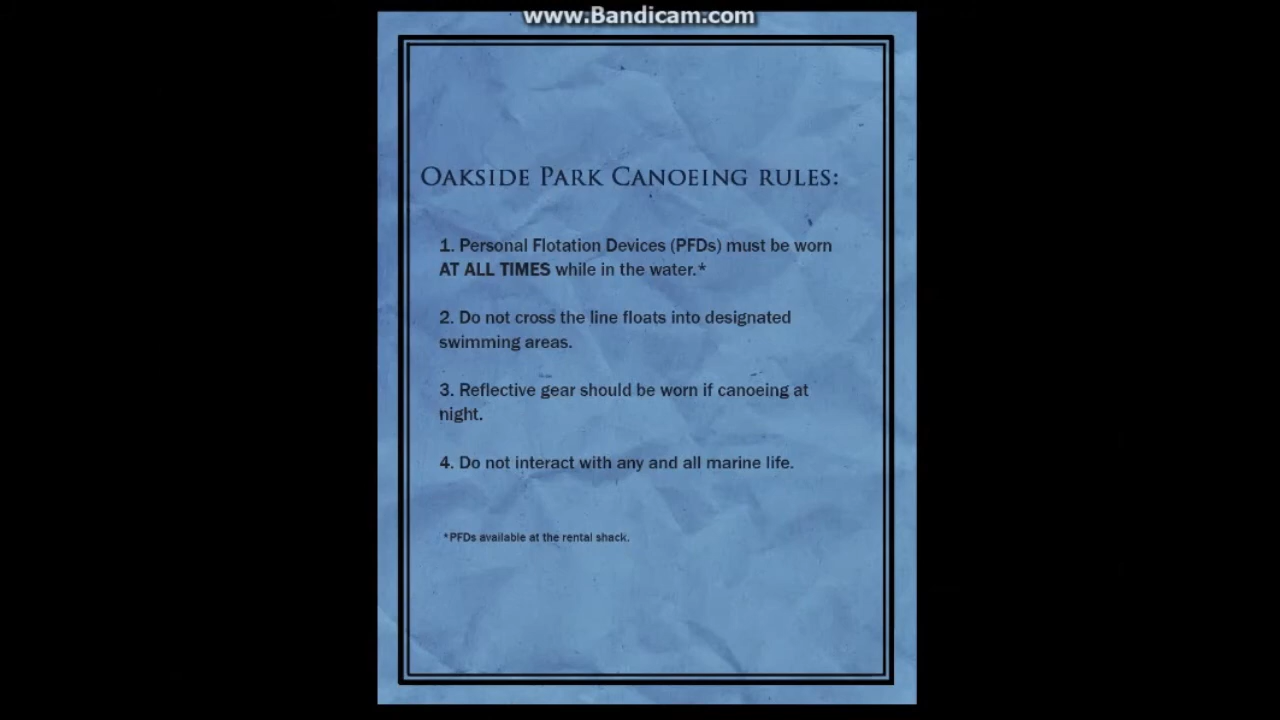 www.Bandicam.com
Oakside Park Canoeing rules:
1. Personal Flotation Devices (PFDs) must be worn
AT ALL TIMES while in the water.*
2. Do not cross the line floats into designated
swimming areas.
3. Reflective gear should be worn if canoeing at
night.
4. Do not interact with any and all marine life.
*PFDs available at the rental shack.